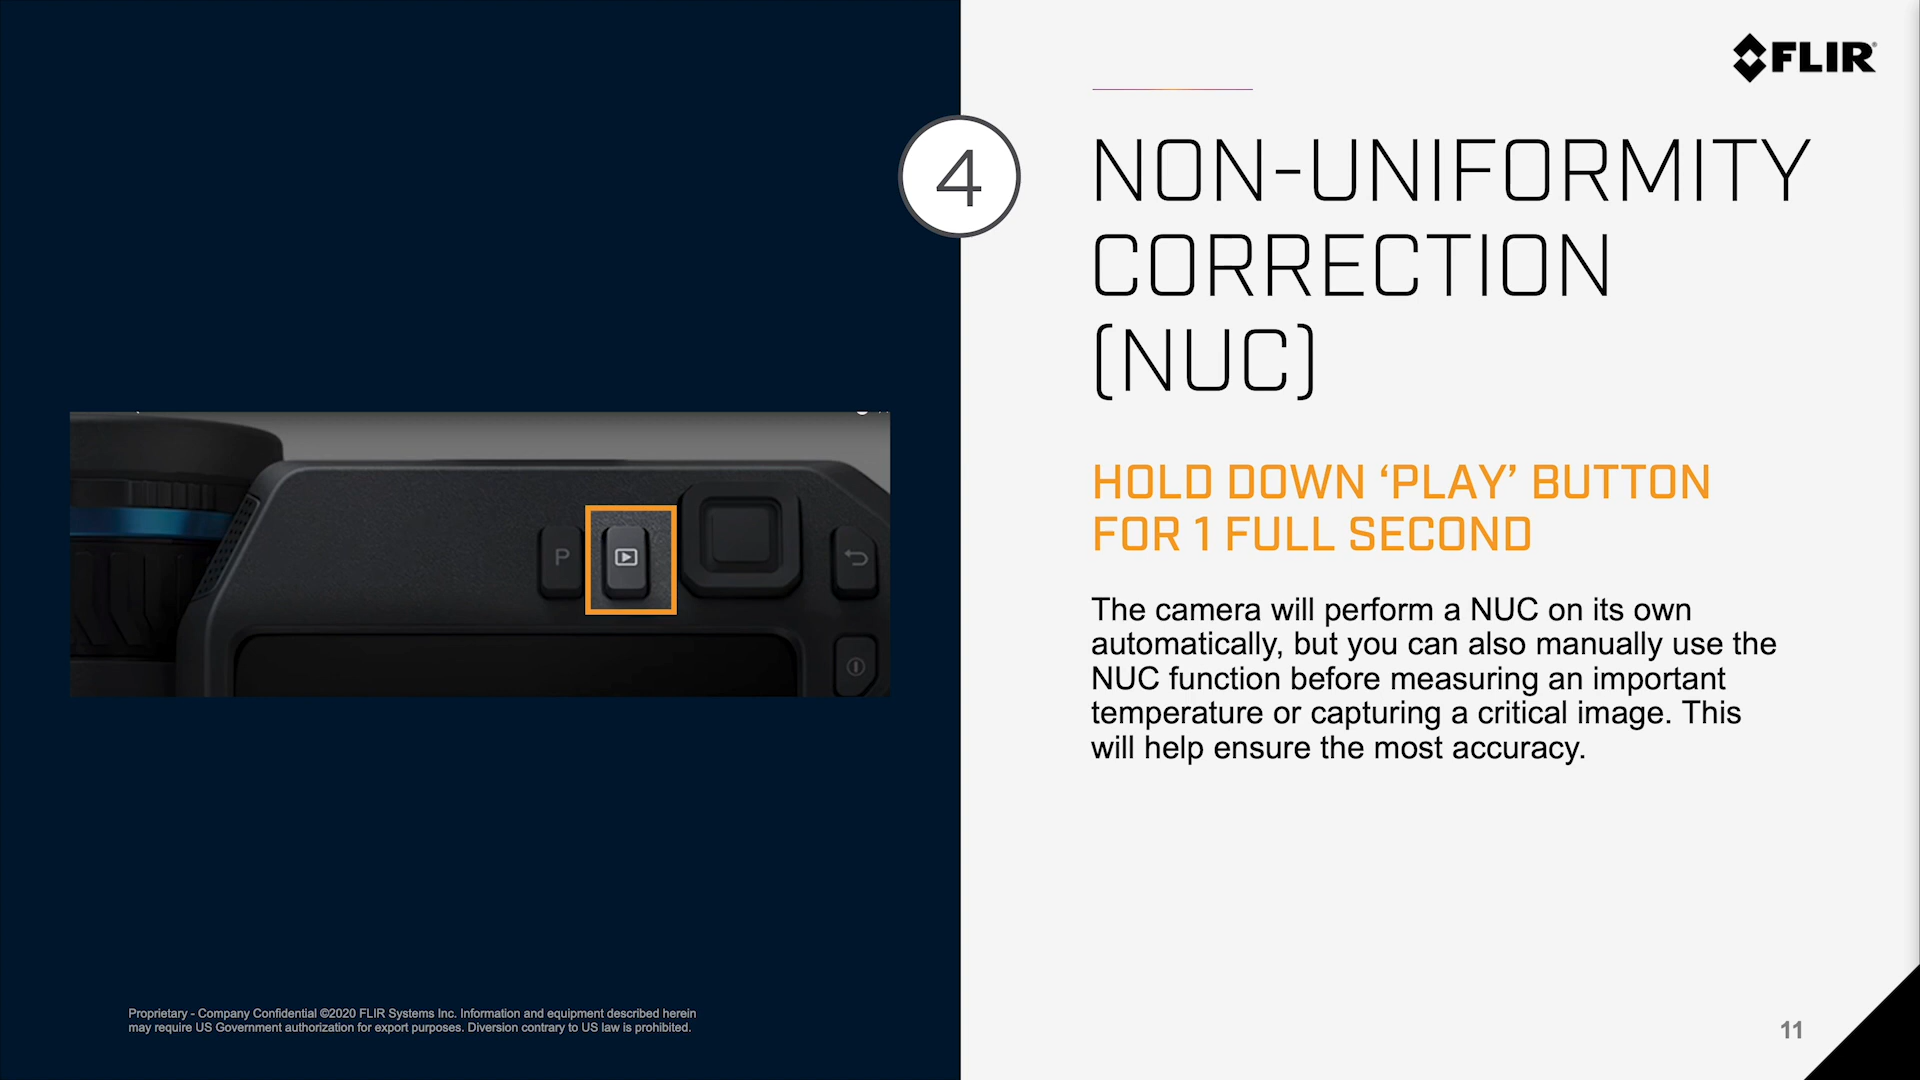 FLIR
4
NON-UNIFORMITY
CORRECTION
(NUC)
HOLD DOWN ‘PLAY’ BUTTON
FOR 1 FULL SECOND
The camera will perform a NUC on its own
automatically, but you can also manually use the
NUC function before measuring an important
temperature or capturing a critical image. This
will help ensure the most accuracy.
P
Proprietary - Company Confidential ©2020 FLIR Systems Inc. Information and equipment described herein
may require US Government authorization for export purposes. Diversion contrary to US law is prohibited.
11